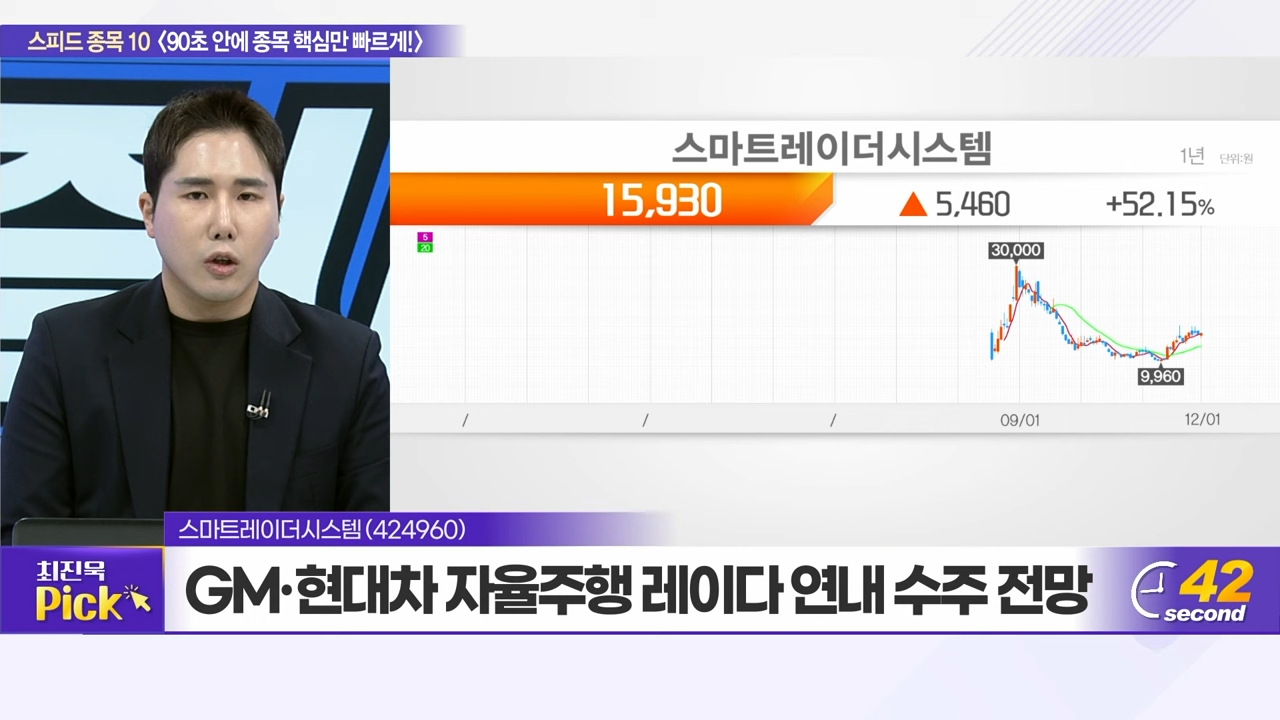 스피드 종목 10 〈90초 안에 종목 핵심만 빠르게!〉
스마트레이더시스템
1년 단위:원
15,930 ▲ 5,460 +52.15%
5
20
30,000
9,960
/ / / 09/01 12/01
스마트레이더시스템 (424960)
최진욱
Pick
GM·현대차 자율주행 레이다 연내 수주 전망
42
second